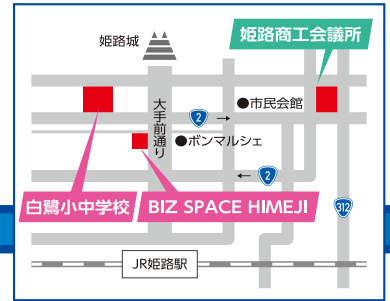 姫路城
姫路商工会議所
大手前通り
2
→
●市民会館
●ボンマルシェ
白鷺小中学校
BIZ SPACE HIMEJI
←
2
312
JR姫路駅